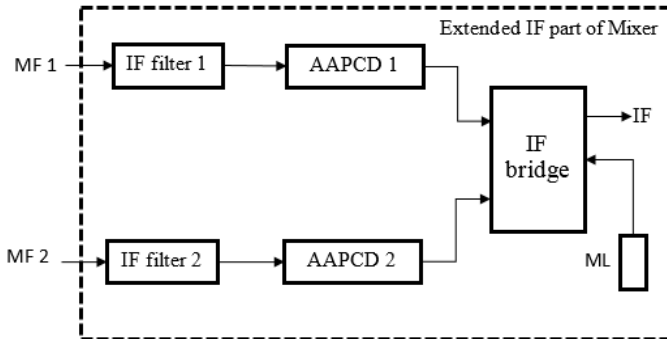 Extended IF part of Mixer
MF 1
IF filter 1
AAPCD 1
IF
bridge
IF
MF 2
IF filter 2
AAPCD 2
ML